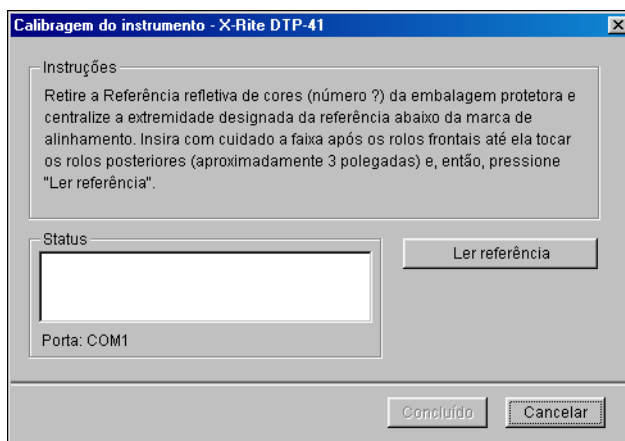 Calibragem do instrumento - X-Rite DTP-41
Instruções
Retire a Referência refletiva de cores (número ?) da embalagem protetora e
centralize a extremidade designada da referência abaixo da marca de
alinhamento. Insira com cuidado a faixa após os rolos frontais até ela tocar
os rolos posteriores (aproximadamente 3 polegadas) e, então, pressione
"Ler referência".
Status
Ler referência
Porta: COM1
Concluído
Cancelar